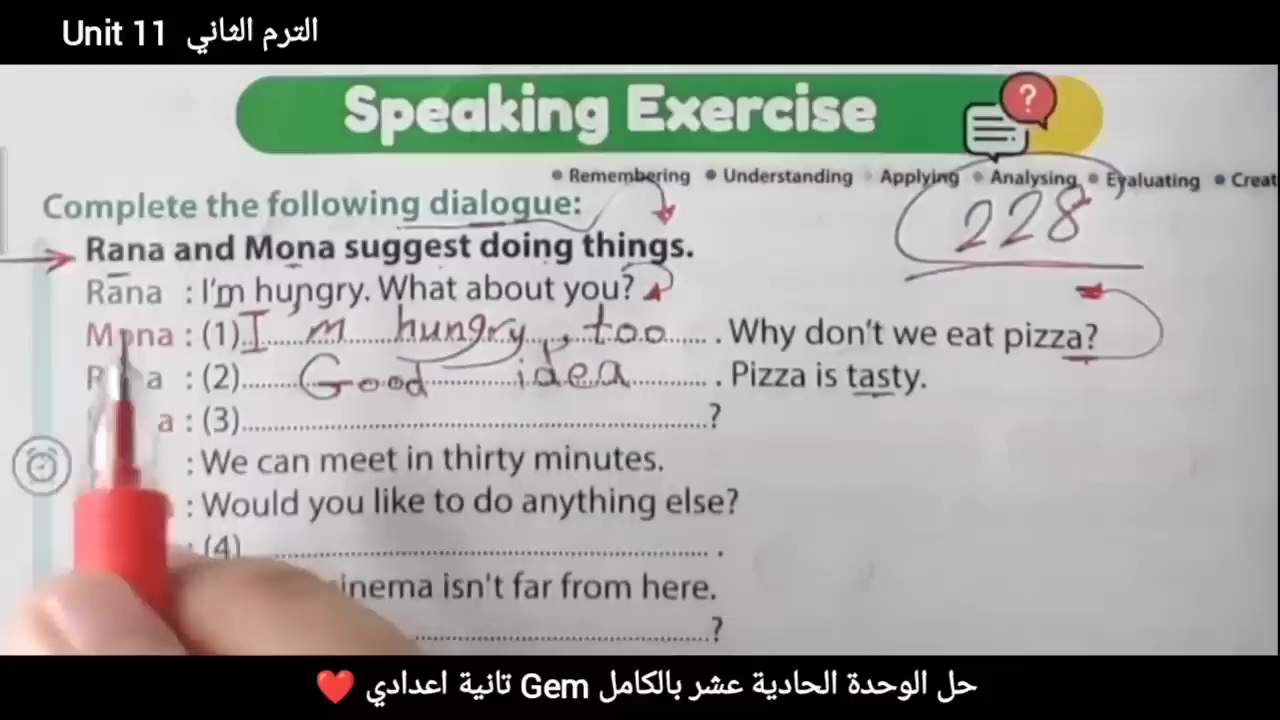 Unit 11 الترم الثاني
Speaking Exercise
?
Remembering Understanding Applying Analysing Evaluating Creat
228
Complete the following dialogue:
Rana and Mona suggest doing things.
Rana : I'm hungry. What about you?
Mona : (1) I'm hungry, too. Why don't we eat pizza?
a : (2) Good idea. Pizza is tasty.
a : (3)..............................?
: We can meet in thirty minutes.
: Would you like to do anything else?
: (4) .............................. .
inema isn't far from here.
..............................?
حل الوحدة الحادية عشر بالكامل Gem تانية اعدادي ❤️